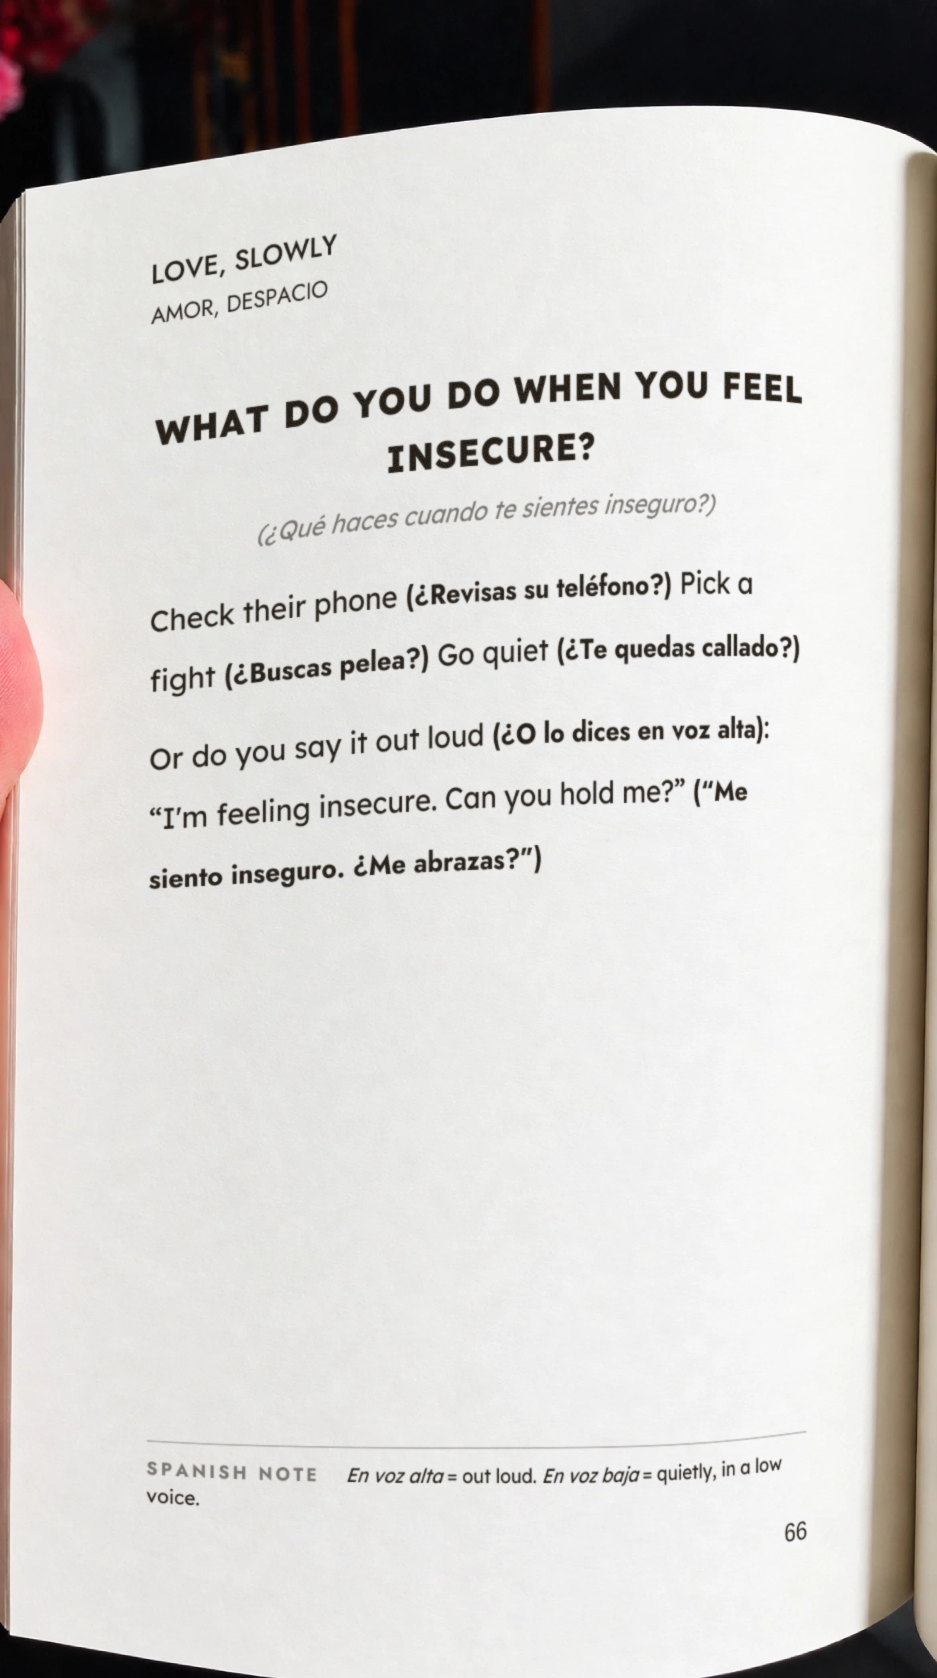 LOVE, SLOWLY
AMOR, DESPACIO
WHAT DO YOU DO WHEN YOU FEEL
INSECURE?
(¿Qué haces cuando te sientes inseguro?)
Check their phone (¿Revisas su teléfono?) Pick a
fight (¿Buscas pelea?) Go quiet (¿Te quedas callado?)
Or do you say it out loud (¿O lo dices en voz alta):
“I’m feeling insecure. Can you hold me?” (“Me
siento inseguro. ¿Me abrazas?”)
SPANISH NOTE En voz alta = out loud. En voz baja = quietly, in a low
voice.
66